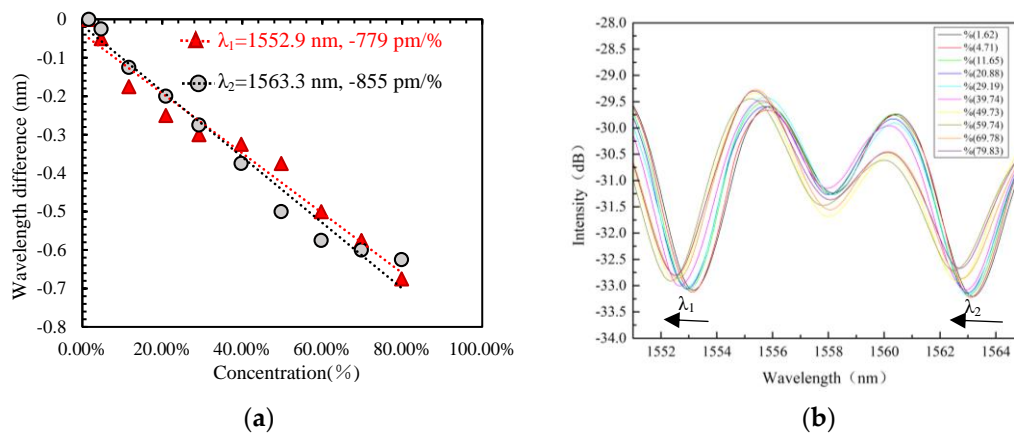 0
-0.1
-0.2
-0.3
-0.4
-0.5
-0.6
-0.7
-0.8
Wavelength difference (nm)
λ1=1552.9 nm, -779 pm/%
λ2=1563.3 nm, -855 pm/%
0.00% 20.00% 40.00% 60.00% 80.00% 100.00%
Concentration(%)
(a)
-28.0
-28.5
-29.0
-29.5
-30.0
-30.5
-31.0
-31.5
-32.0
-32.5
-33.0
-33.5
-34.0
Intensity (dB)
%(1.62)
%(4.71)
%(11.65)
%(20.88)
%(29.19)
%(39.74)
%(49.73)
%(59.74)
%(69.78)
%(79.83)
λ1
λ2
1552 1554 1556 1558 1560 1562 1564
Wavelength (nm)
(b)